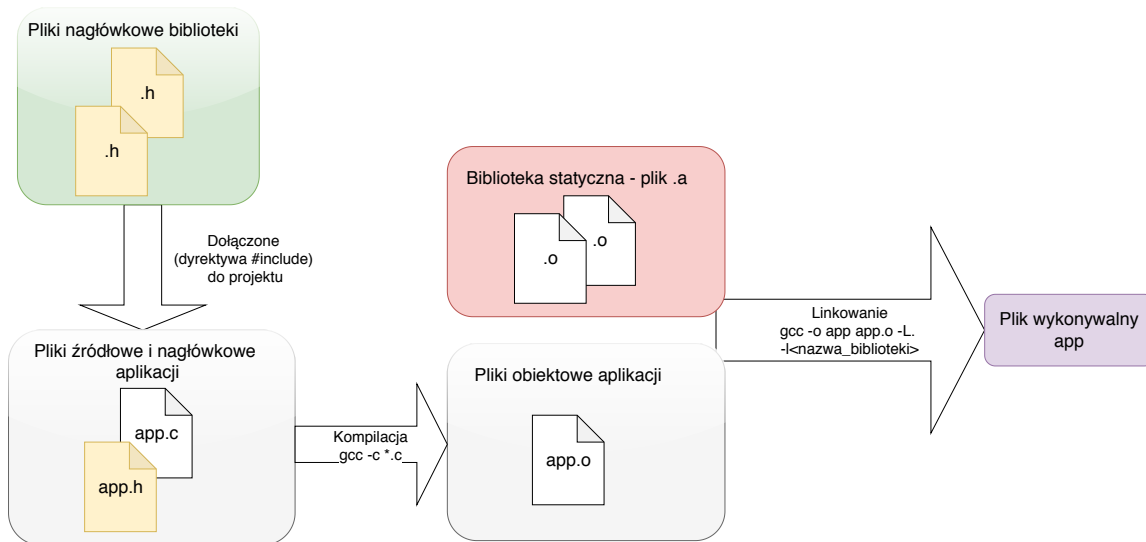 Pliki nagłówkowe biblioteki
.h
.h
Dołączone
(dyrektywa #include)
do projektu
Pliki źródłowe i nagłówkowe
aplikacji
app.c
app.h
Kompilacja
gcc -c *.c
Biblioteka statyczna - plik .a
.o
.o
Pliki obiektowe aplikacji
app.o
Linkowanie
gcc -o app app.o -L.
-l<nazwa_biblioteki>
Plik wykonywalny
app